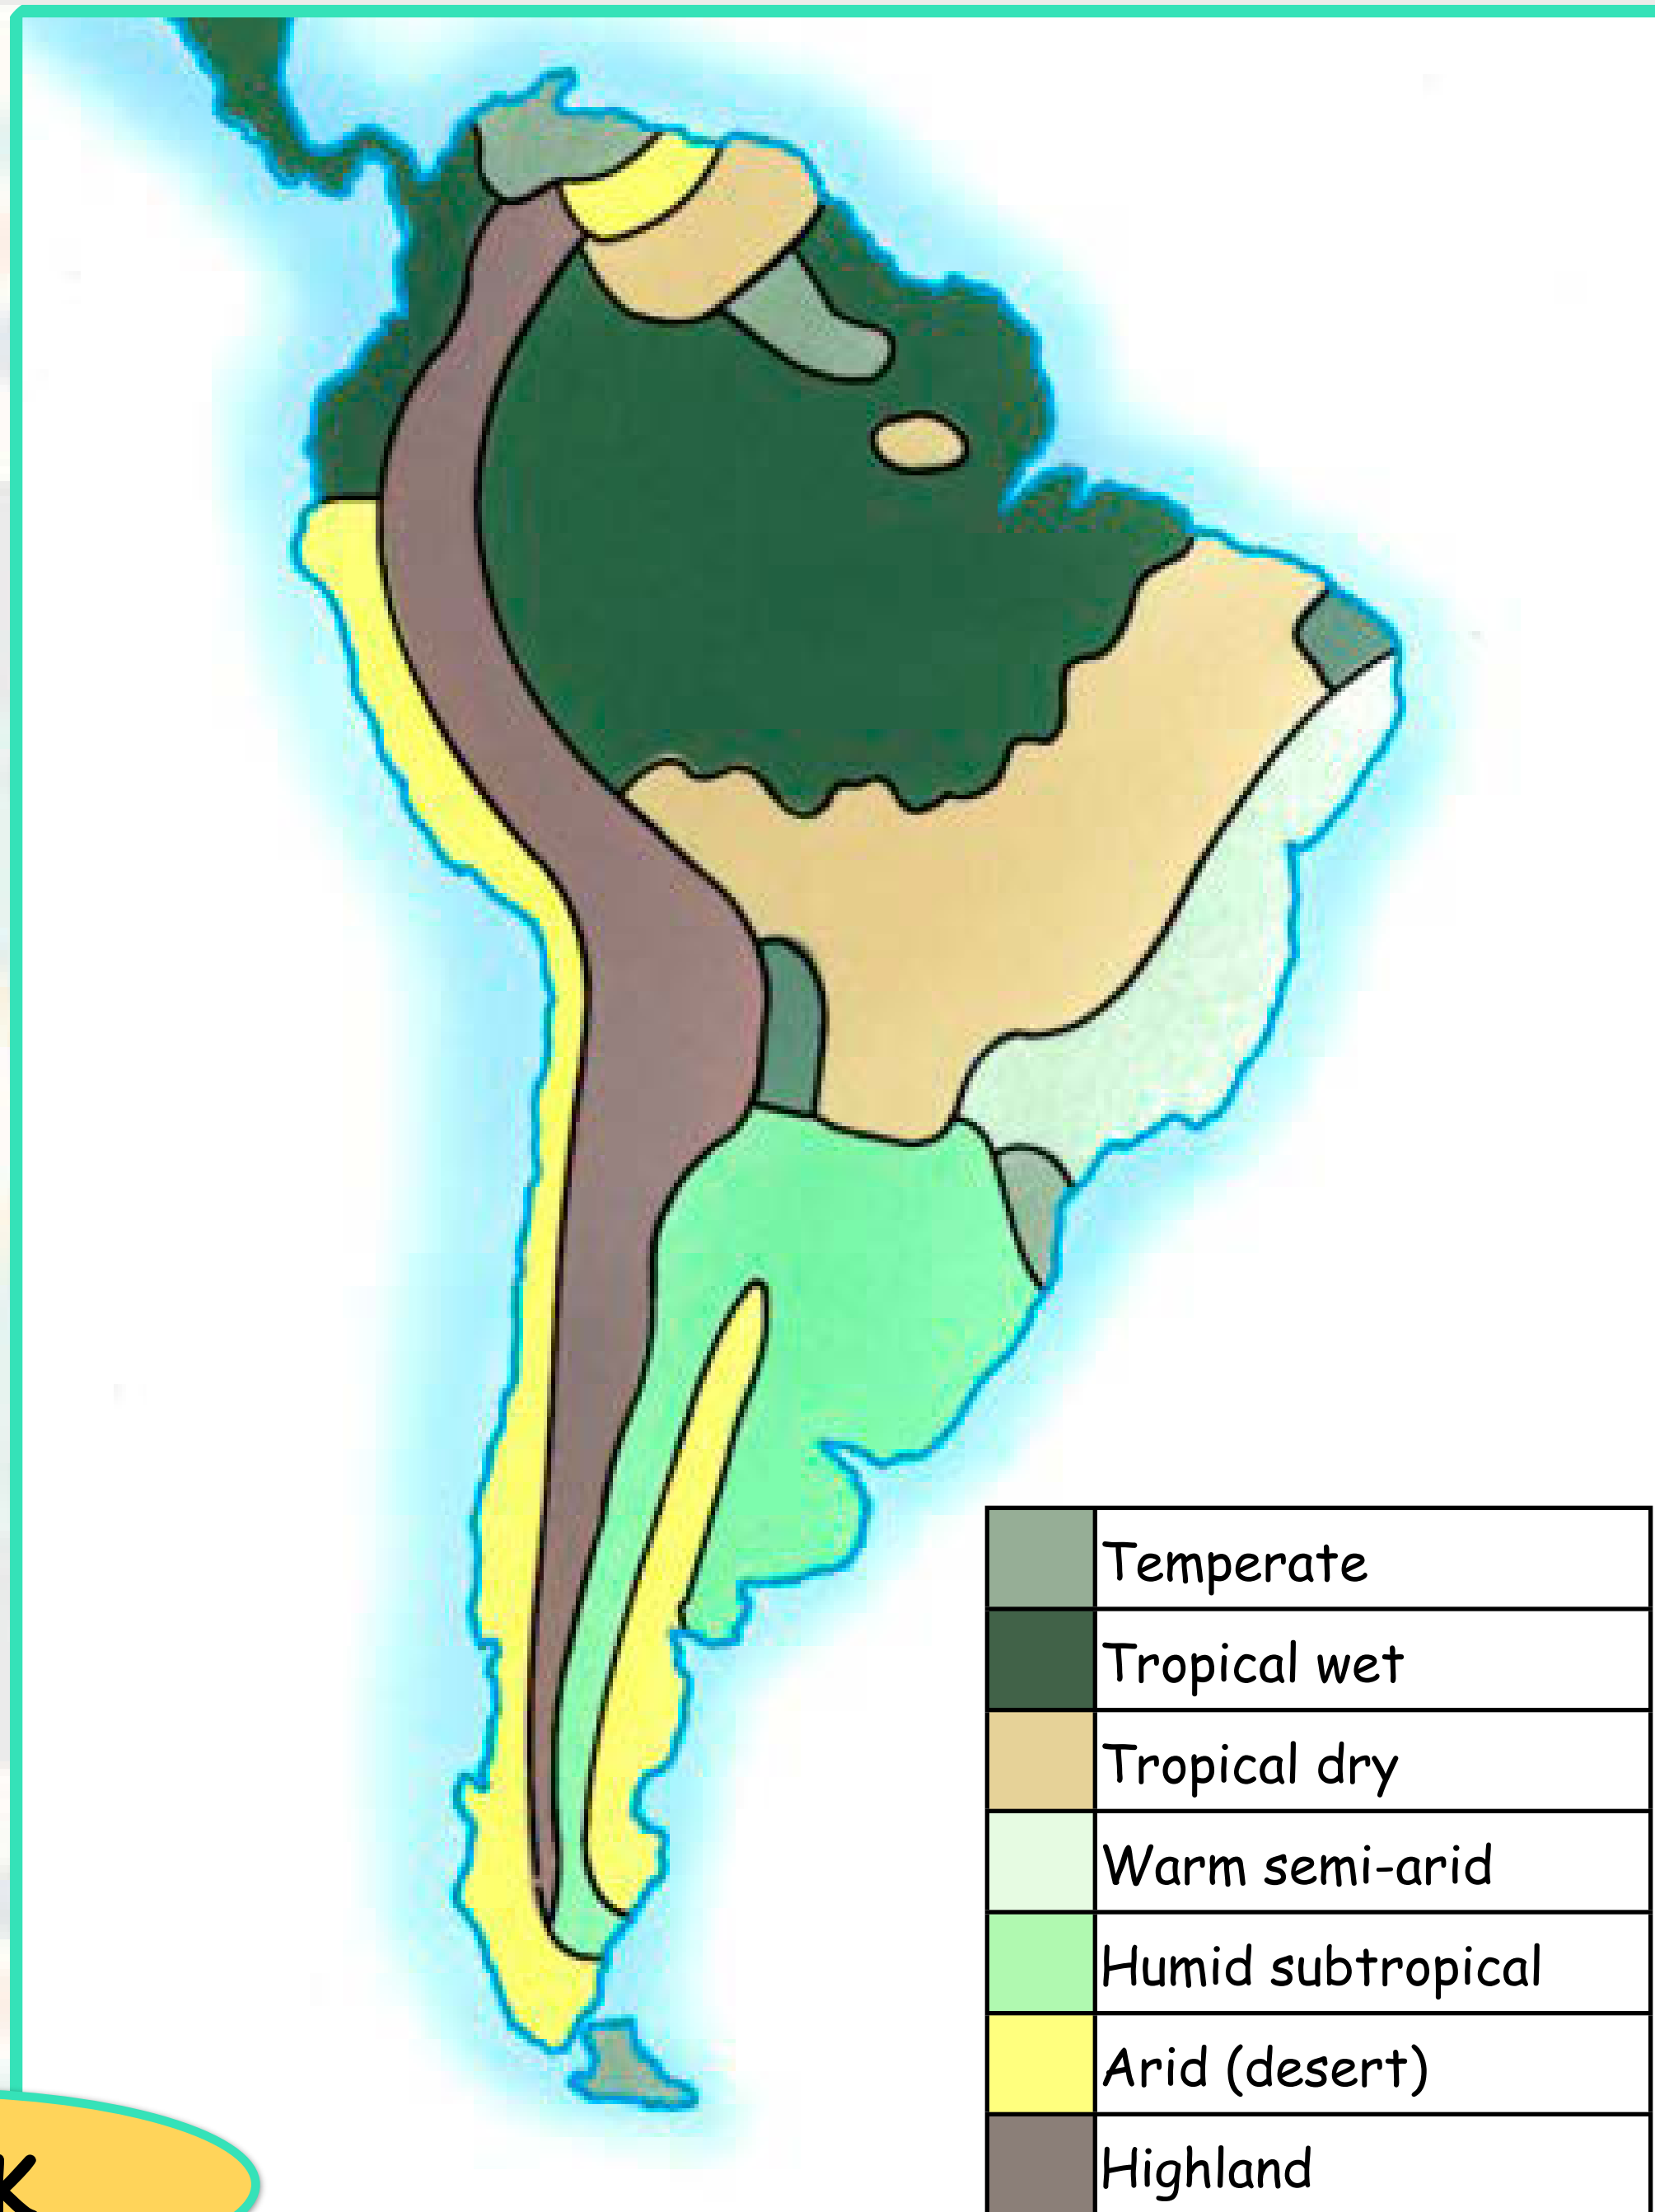 Temperate
Tropical wet
Tropical dry
Warm semi-arid
Humid subtropical
Arid (desert)
Highland